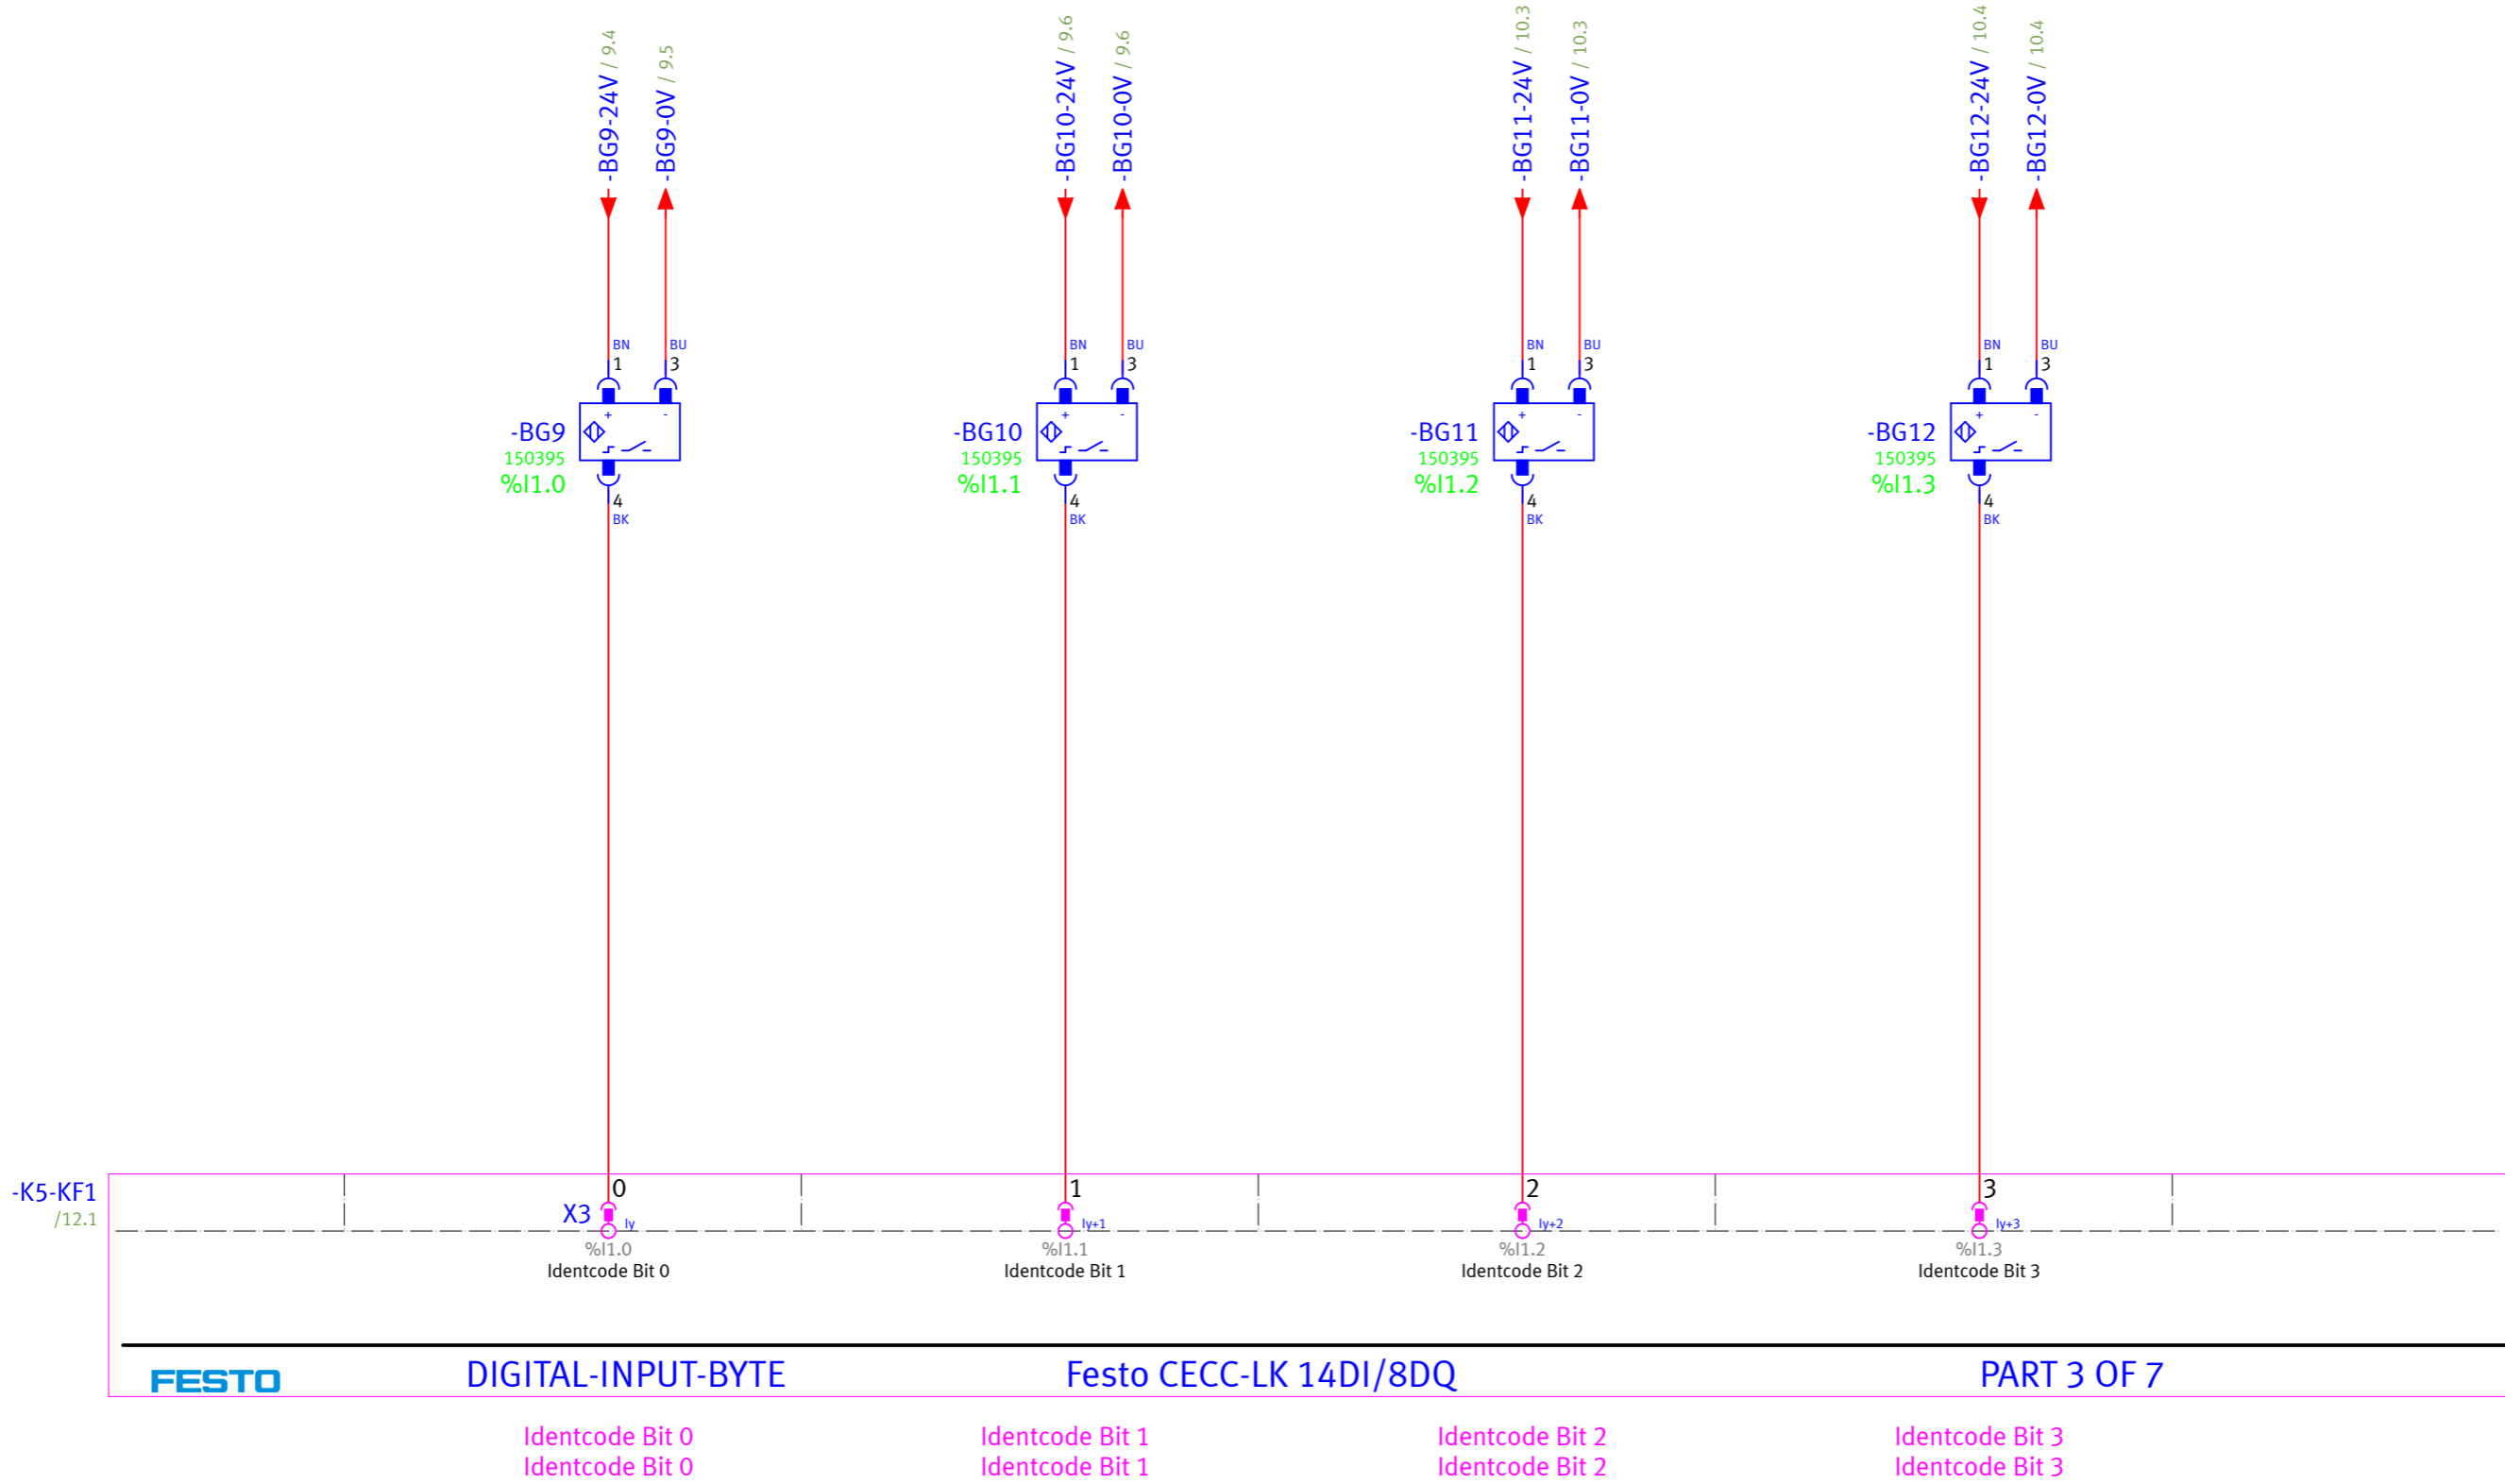 -BG9-24V / 9.4
-BG9-0V / 9.5
-BG10-24V / 9.6
-BG10-0V / 9.6
-BG11-24V / 10.3
-BG11-0V / 10.3
-BG12-24V / 10.4
-BG12-0V / 10.4
BN BU BN BU BN BU BN BU
1 3 1 3 1 3 1 3
+ - + - + - + -
-BG9 -BG10 -BG11 -BG12
150395 150395 150395 150395
%I1.0 %I1.1 %I1.2 %I1.3
4 4 4 4
BK BK BK BK
-K5-KF1 0 1 2 3
/12.1 X3 Iy Iy+1 Iy+2 Iy+3
%I1.0 %I1.1 %I1.2 %I1.3
Identcode Bit 0 Identcode Bit 1 Identcode Bit 2 Identcode Bit 3
FESTO DIGITAL-INPUT-BYTE Festo CECC-LK 14DI/8DQ PART 3 OF 7
Identcode Bit 0 Identcode Bit 1 Identcode Bit 2 Identcode Bit 3
Identcode Bit 0 Identcode Bit 1 Identcode Bit 2 Identcode Bit 3